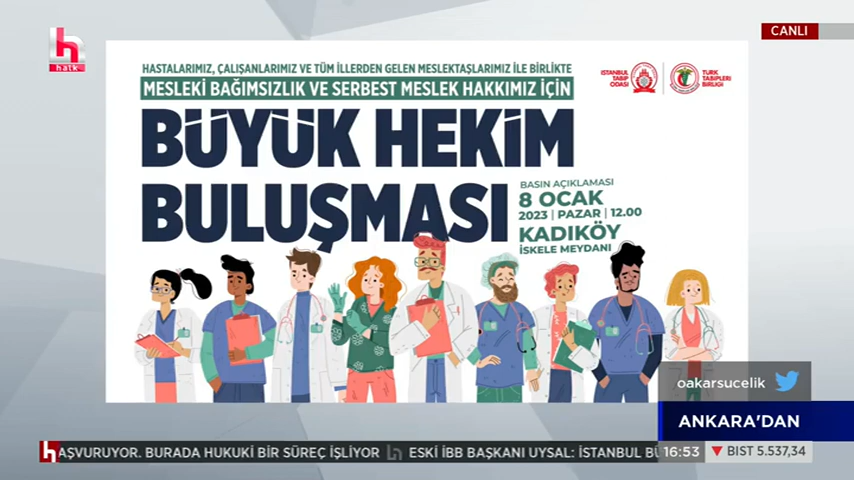 h
halk
CANLI
HASTALARIMIZ, ÇALIŞANLARIMIZ VE TÜM İLLERDEN GELEN MESLEKTAŞLARIMIZ İLE BİRLİKTE
MESLEKİ BAĞIMSIZLIK VE SERBEST MESLEK HAKKIMIZ İÇİN
İSTANBUL
TABİP
ODASI
TÜRK
TABİPLERİ
BİRLİĞİ
BÜYÜK HEKİM
BULUŞMASI
BASIN AÇIKLAMASI
8 OCAK
2023 | PAZAR | 12.00
KADIKÖY
İSKELE MEYDANI
oakarsucelik
ANKARA'DAN
AŞVURUYOR. BURADA HUKUKİ BİR SÜREÇ İŞLİYOR h ESKİ İBB BAŞKANI UYSAL: İSTANBUL BÜ
16:53
BIST 5.537,34